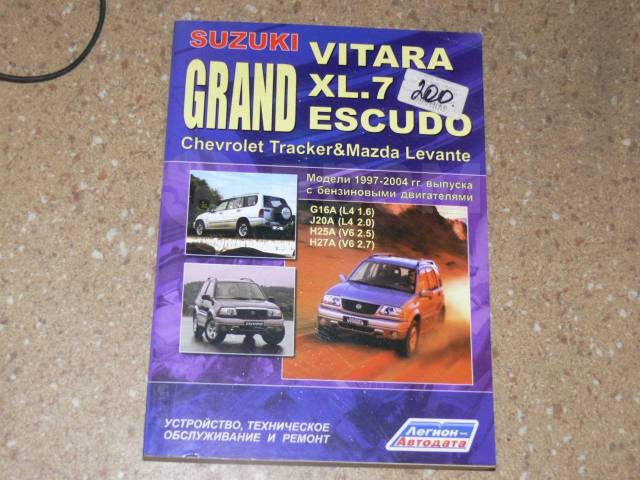 SUZUKI
GRAND
VITARA
XL.7
ESCUDO
200
Chevrolet Tracker&Mazda Levante
Модели 1997-2004 гг. выпуска
с бензиновыми двигателями
G16A (L4 1.6)
J20A (L4 2.0)
H25A (V6 2.5)
H27A (V6 2.7)
УСТРОЙСТВО, ТЕХНИЧЕСКОЕ
ОБСЛУЖИВАНИЕ И РЕМОНТ
Легион-
Автодата